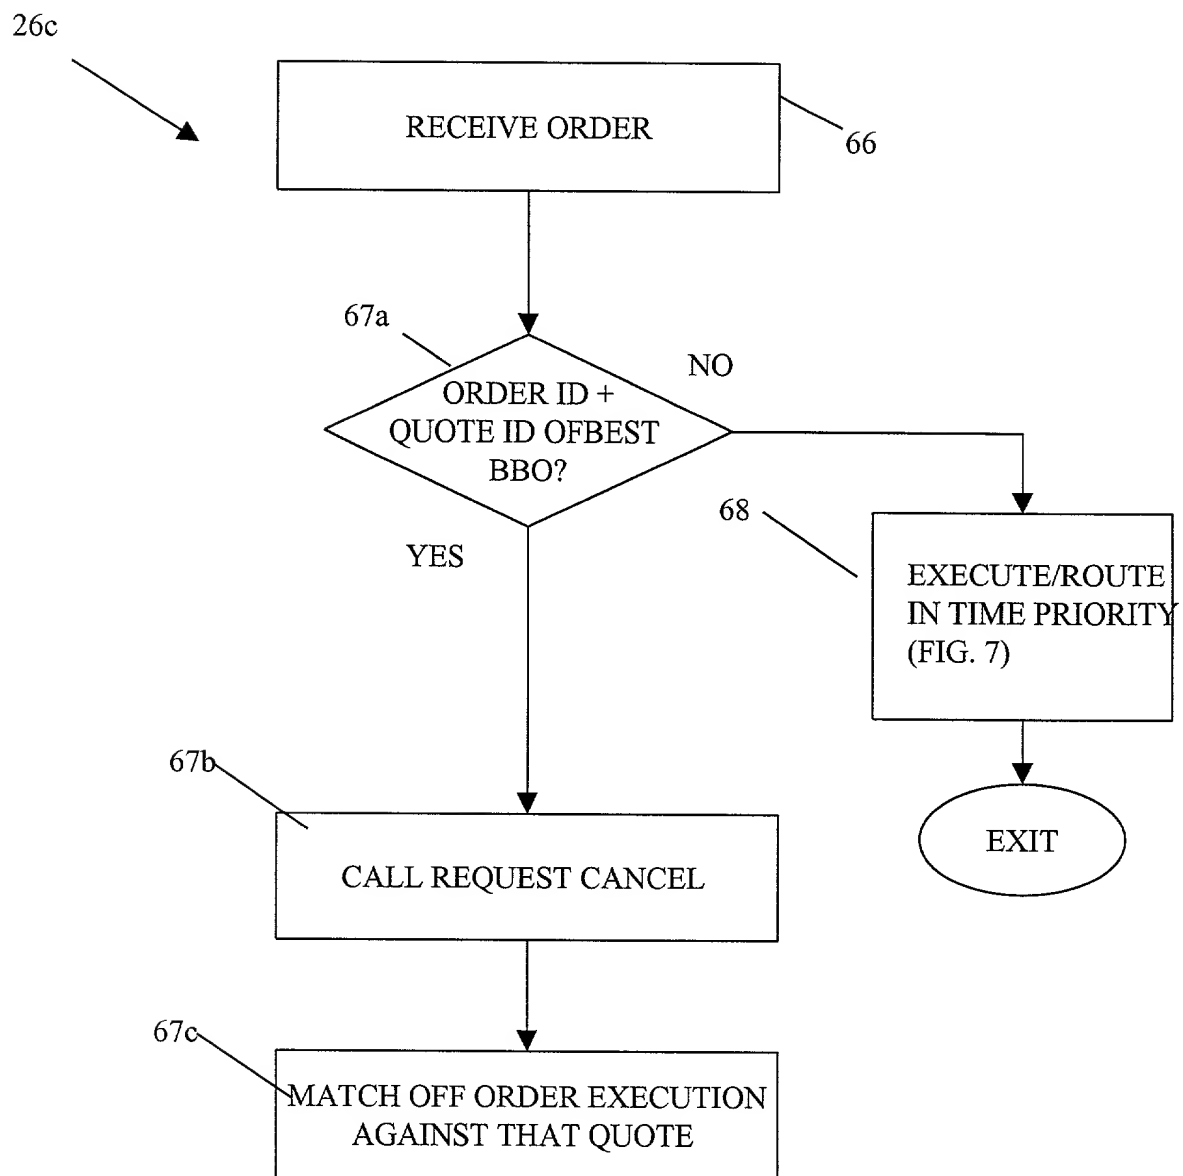 26c
RECEIVE ORDER
66
67a
NO
ORDER ID +
QUOTE ID OFBEST
BBO?
68
YES
EXECUTE/ROUTE
IN TIME PRIORITY
(FIG. 7)
67b
EXIT
CALL REQUEST CANCEL
67c
MATCH OFF ORDER EXECUTION
AGAINST THAT QUOTE